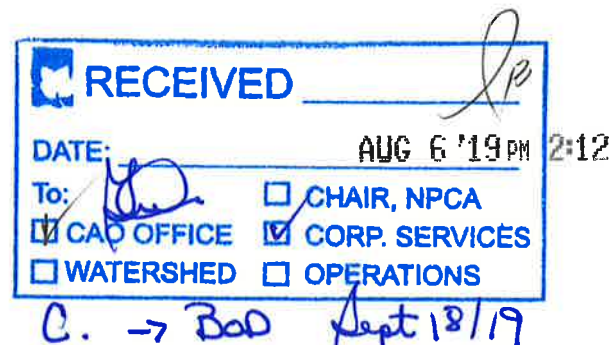 RECEIVED
DATE: AUG 6 '19 PM 2:12
To:
☐ CHAIR, NPCA
☑ CAO OFFICE ☑ CORP. SERVICES
☐ WATERSHED ☐ OPERATIONS
C. → BOD Sept 18/19